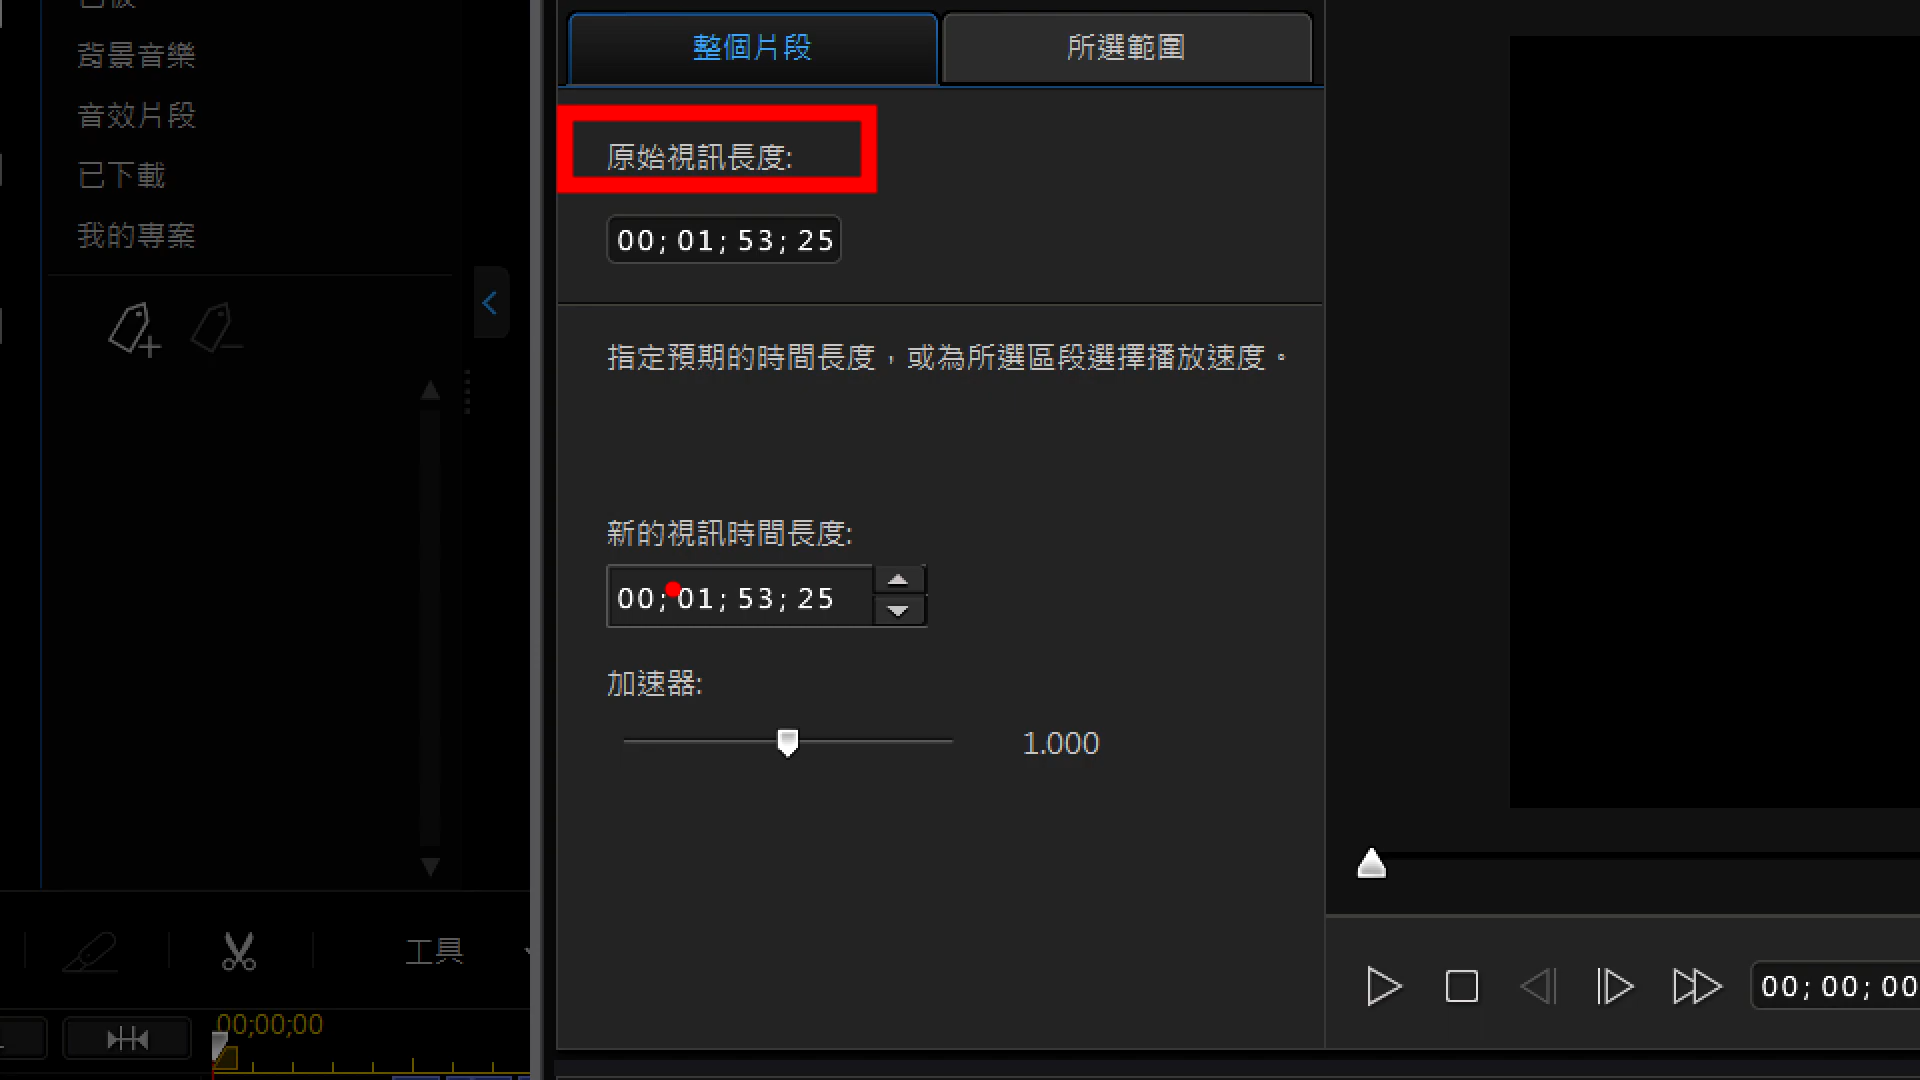 背景音樂
音效片段
已下載
我的專案
整個片段
所選範圍
原始視訊長度:
00;01;53;25
指定預期的時間長度，或為所選區段選擇播放速度。
新的視訊時間長度:
00;01;53;25
加速器:
1.000
工具
00;00;00
00;00;00